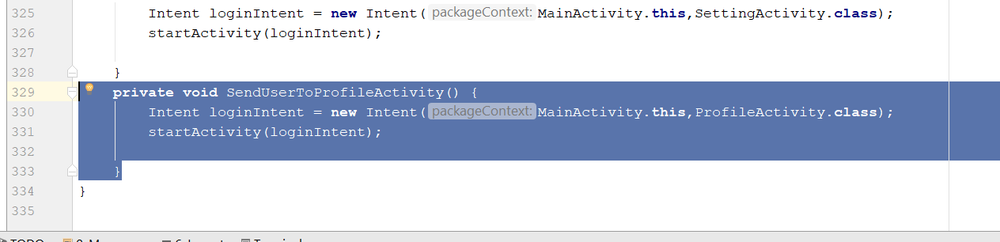 325 Intent loginIntent = new Intent( packageContext: MainActivity.this,SettingActivity.class);
326 startActivity(loginIntent);
327
328 }
329 private void SendUserToProfileActivity() {
330 Intent loginIntent = new Intent( packageContext: MainActivity.this,ProfileActivity.class);
331 startActivity(loginIntent);
332
333 }
334 }
335